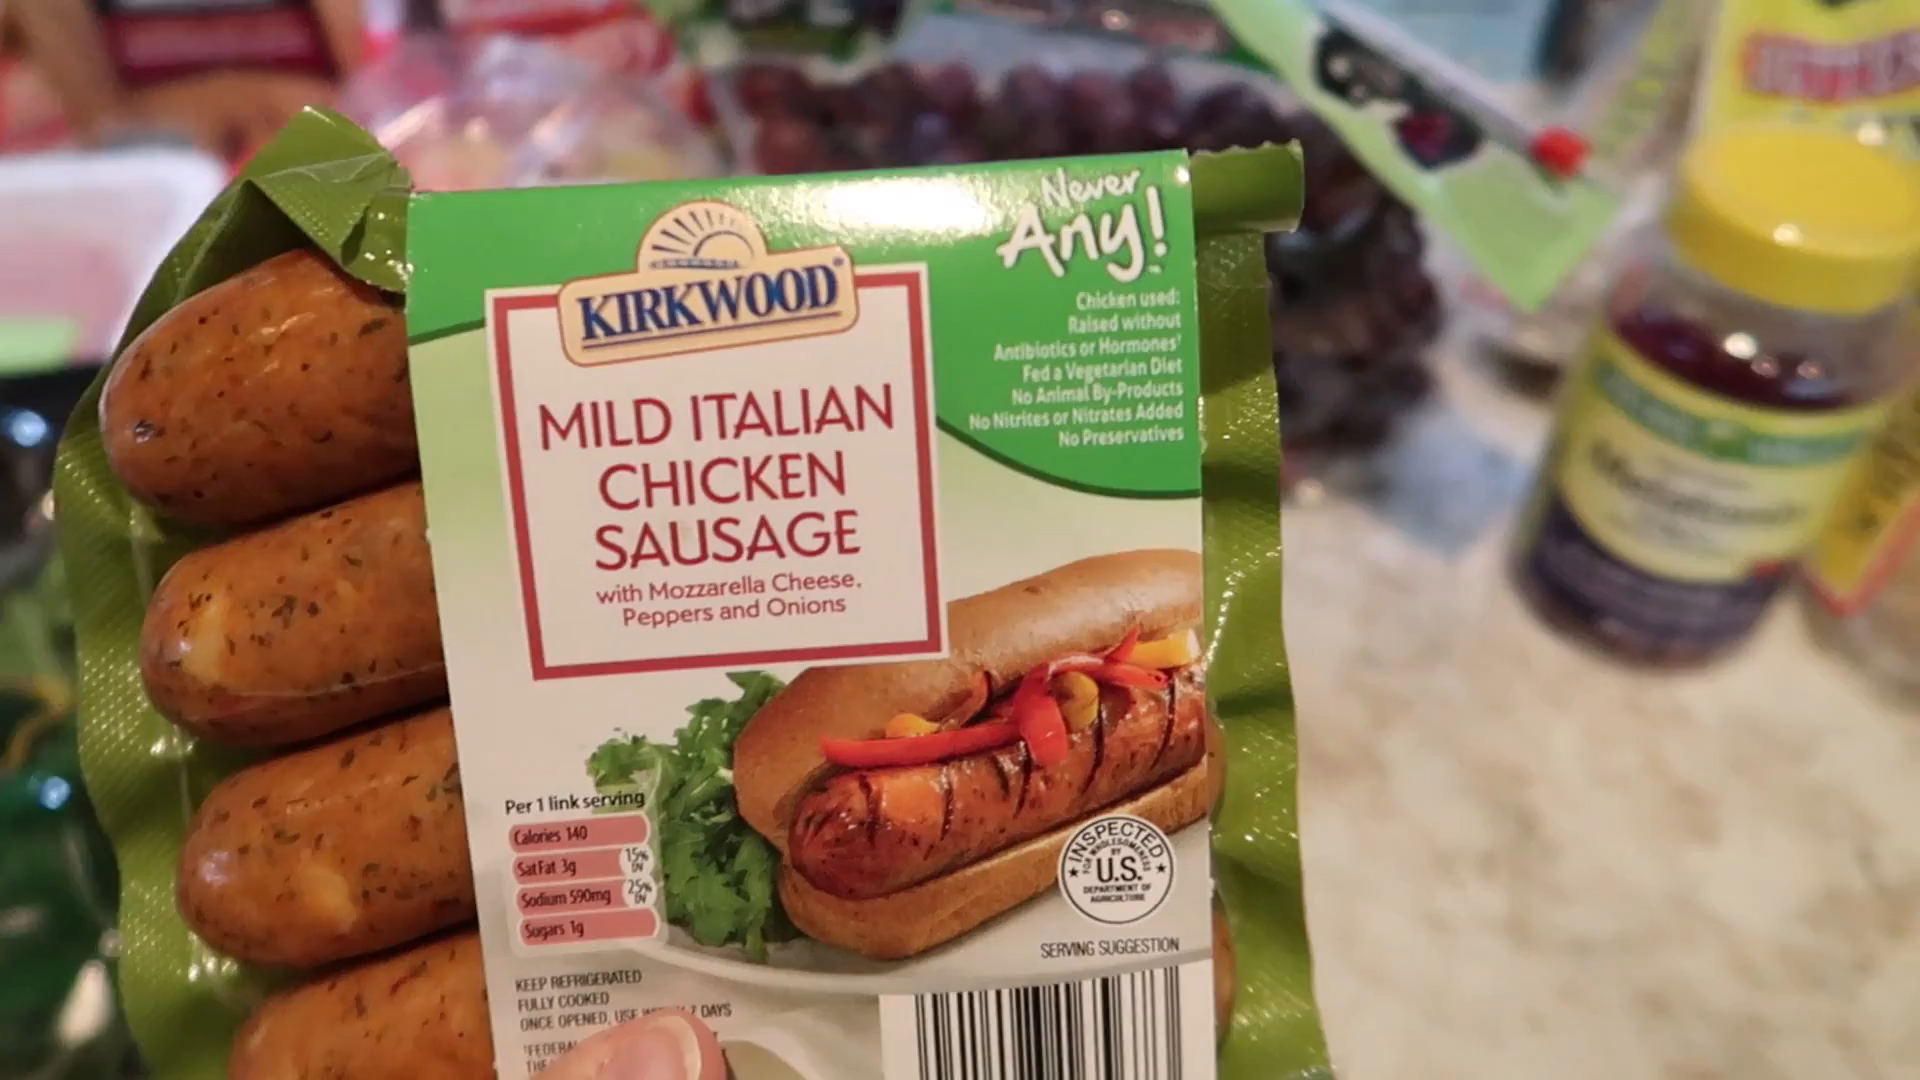 Never
Any!
KIRKWOOD
Chicken used:
Raised without
Antibiotics or Hormones†
Fed a Vegetarian Diet
No Animal By-Products
No Nitrites or Nitrates Added
No Preservatives
MILD ITALIAN
CHICKEN
SAUSAGE
with Mozzarella Cheese,
Peppers and Onions
Per 1 link serving
Calories 140
Sat Fat 3g 15% DV
Sodium 590mg 25% DV
Sugars 1g
INSPECTED
FOR WHOLESOMENESS
BY
U.S.
DEPARTMENT OF
AGRICULTURE
SERVING SUGGESTION
KEEP REFRIGERATED
FULLY COOKED
ONCE OPENED, USE 7 DAYS